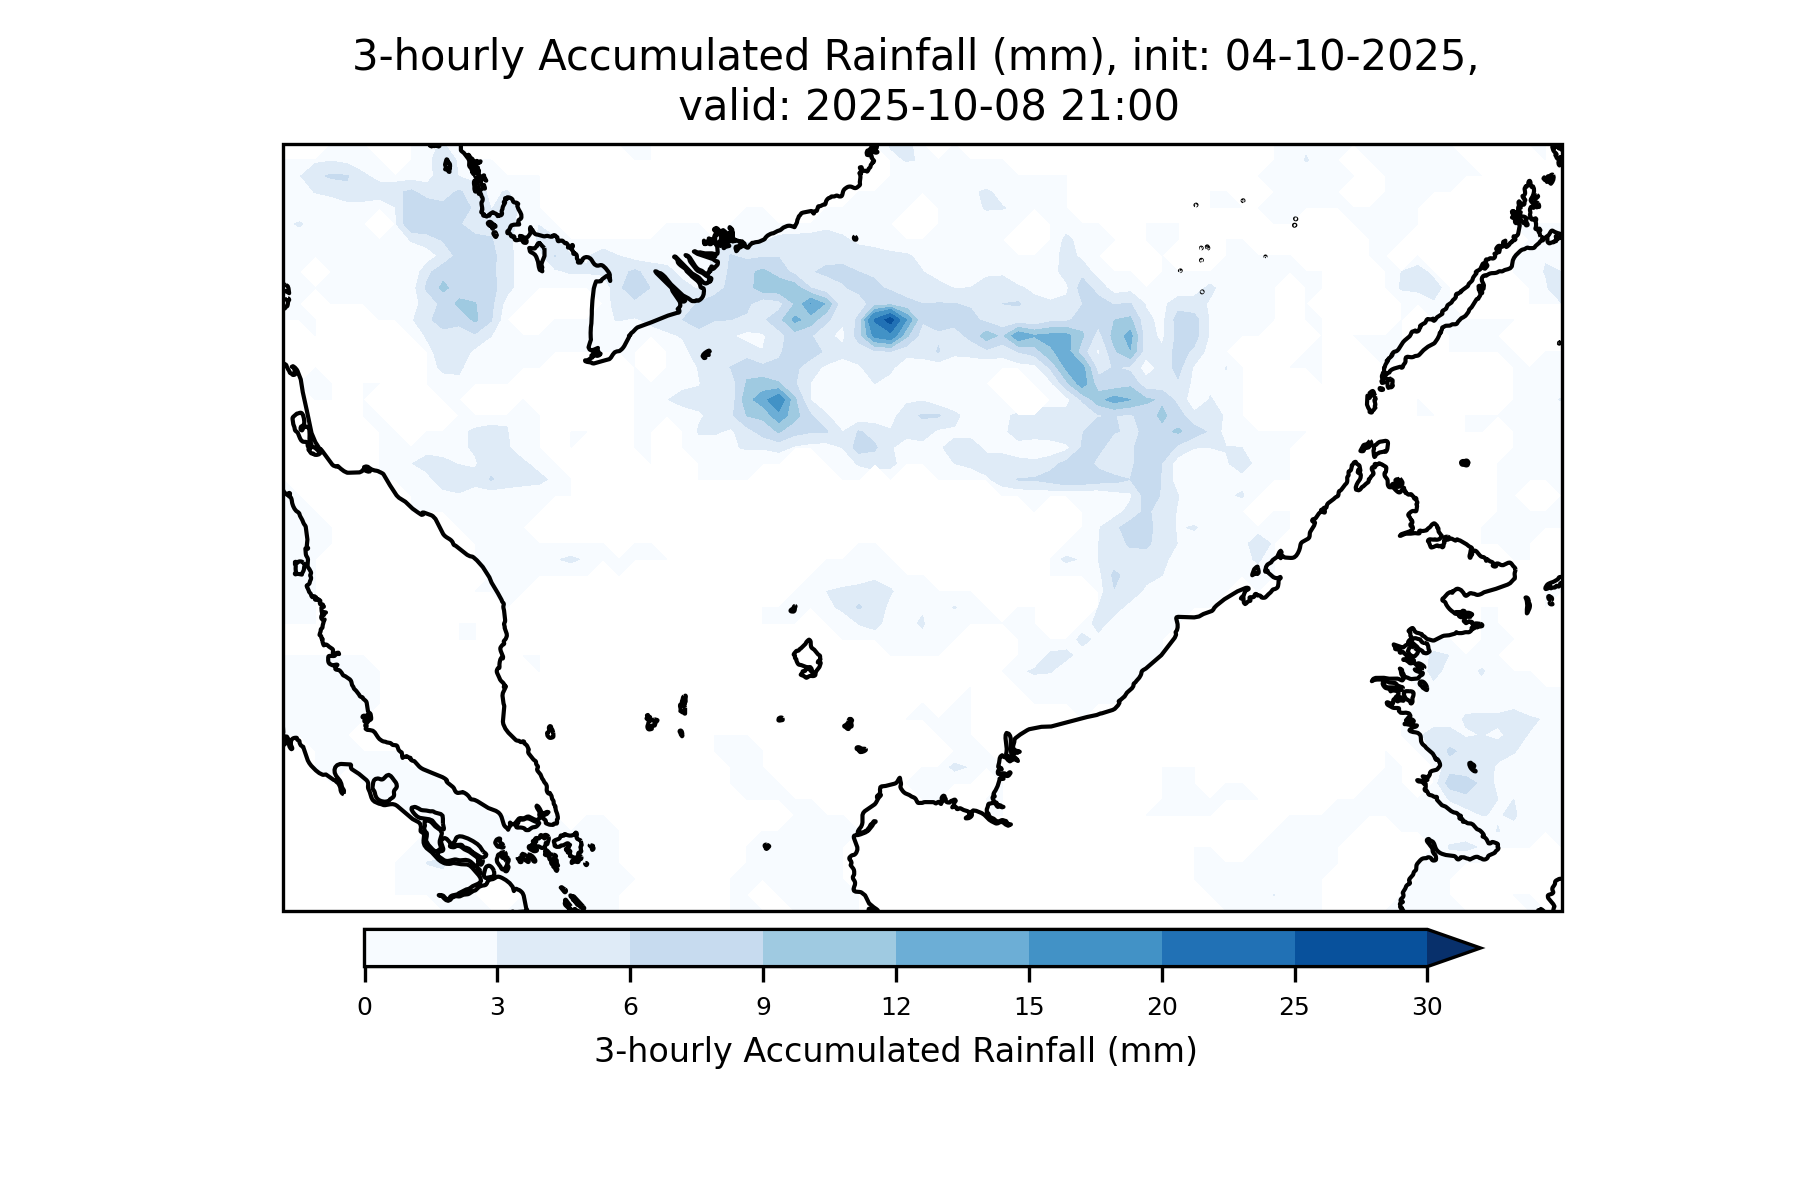 3-hourly Accumulated Rainfall (mm), init: 04-10-2025,
valid: 2025-10-08 21:00
0 3 6 9 12 15 20 25 30
3-hourly Accumulated Rainfall (mm)